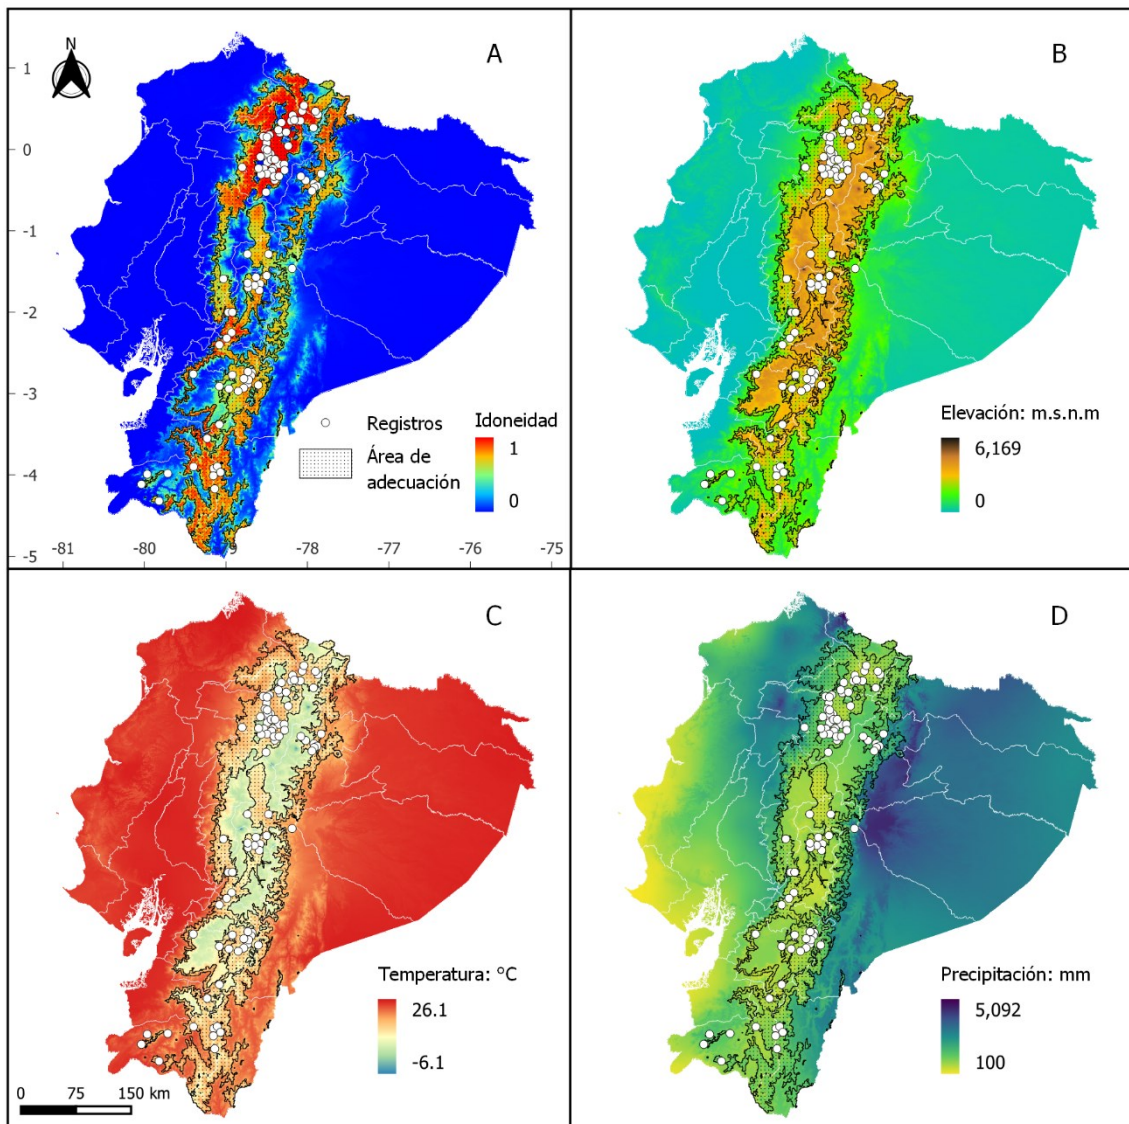 N
A
1
0
-1
-2
-3
-4
-5
Registros
Área de
adecuación
Idoneidad
1
0
-81
-80
-79
-78
-77
-76
-75
B
Elevación: m.s.n.m
6,169
0
C
Temperatura: °C
26.1
-6.1
0 75 150 km
D
Precipitación: mm
5,092
100